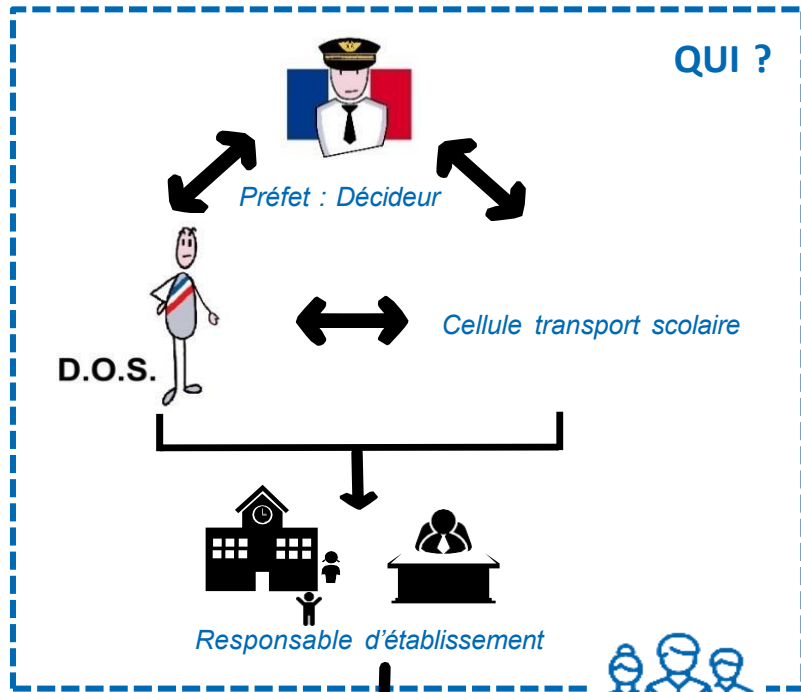 QUI ?
Préfet : Décideur
Cellule transport scolaire
D.O.S.
Responsable d'établissement